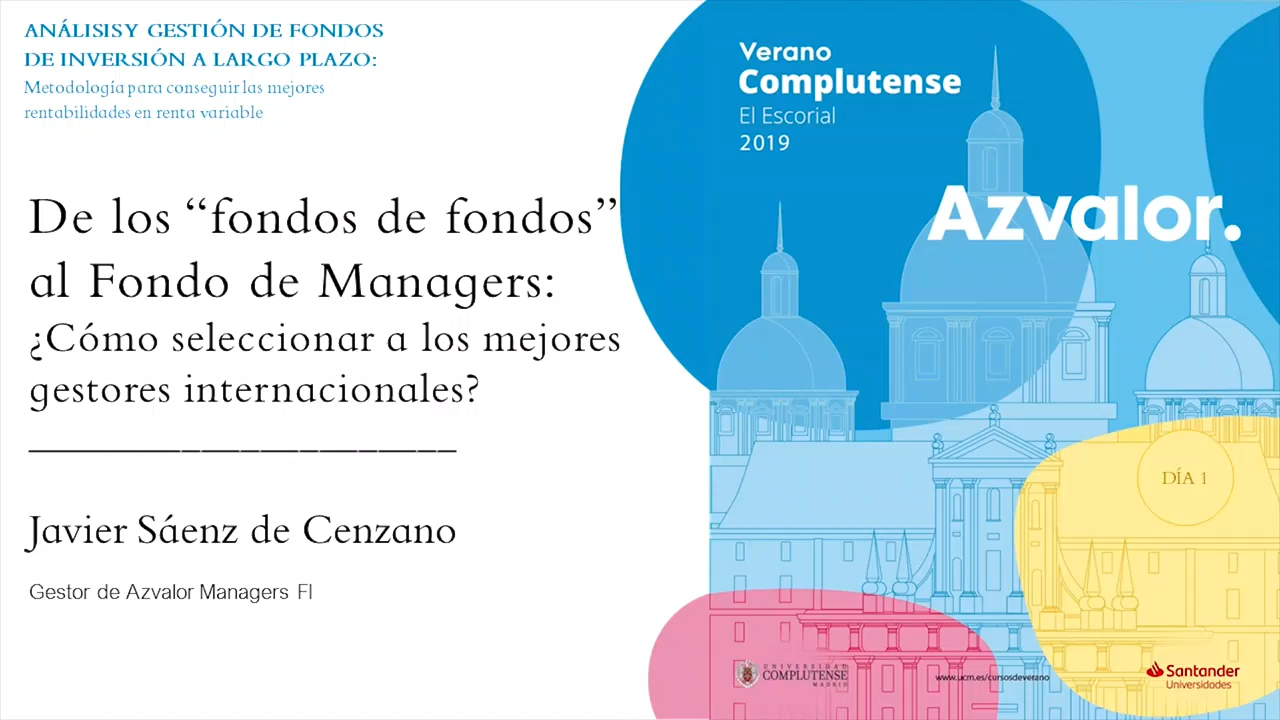 ANÁLISIS Y GESTIÓN DE FONDOS
DE INVERSIÓN A LARGO PLAZO:
Metodología para conseguir las mejores
rentabilidades en renta variable
De los “fondos de fondos”
al Fondo de Managers:
¿Cómo seleccionar a los mejores
gestores internacionales?
Javier Sáenz de Cenzano
Gestor de Azvalor Managers FI
Verano
Complutense
El Escorial
2019
Azvalor.
DÍA 1
UNIVERSIDAD
COMPLUTENSE
MADRID
www.ucm.es/cursosdeverano
Santander
Universidades